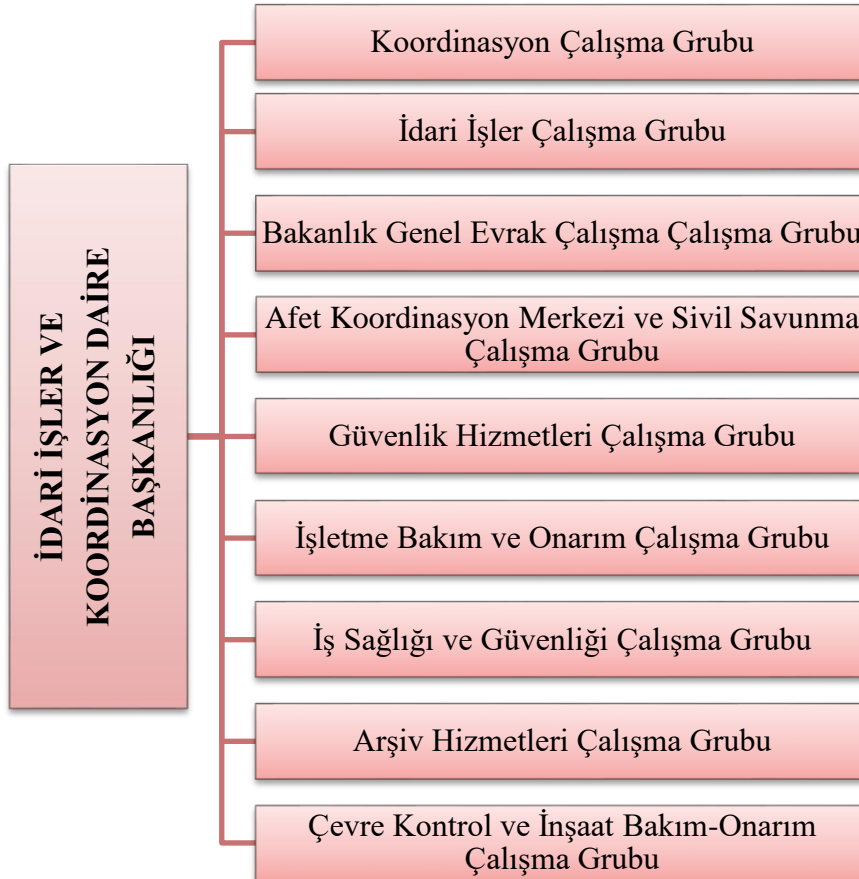 İDARİ İŞLER VE
KOORDİNASYON DAİRE
BAŞKANLIĞI
Koordinasyon Çalışma Grubu
İdari İşler Çalışma Grubu
Bakanlık Genel Evrak Çalışma Çalışma Grubu
Afet Koordinasyon Merkezi ve Sivil Savunma
Çalışma Grubu
Güvenlik Hizmetleri Çalışma Grubu
İşletme Bakım ve Onarım Çalışma Grubu
İş Sağlığı ve Güvenliği Çalışma Grubu
Arşiv Hizmetleri Çalışma Grubu
Çevre Kontrol ve İnşaat Bakım-Onarım
Çalışma Grubu